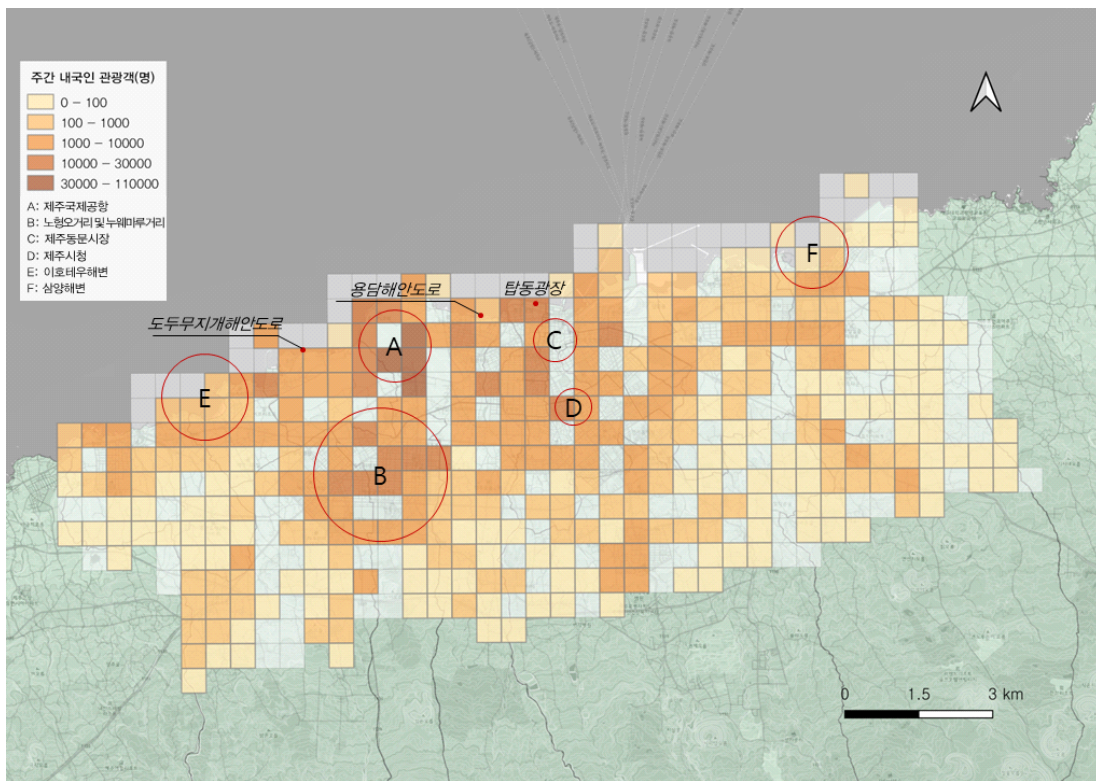 주간 내국인 관광객(명)
0 – 100
100 – 1000
1000 – 10000
10000 – 30000
30000 – 110000
A: 제주국제공항
B: 노형오거리 및 누웨마루거리
C: 제주동문시장
D: 제주시청
E: 이호테우해변
F: 삼양해변
F
용담해안도로
탑동광장
도두무지개해안도로
A
C
E
D
B
0 1.5 3 km